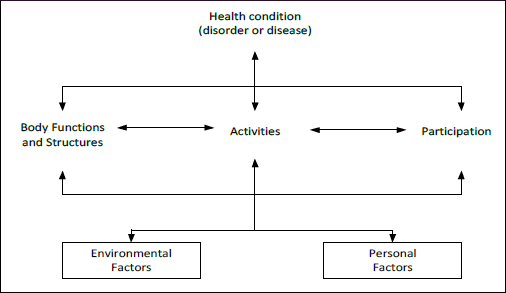 Health condition
(disorder or disease)
Body Functions
and Structures
Activities
Participation
Environmental
Factors
Personal
Factors